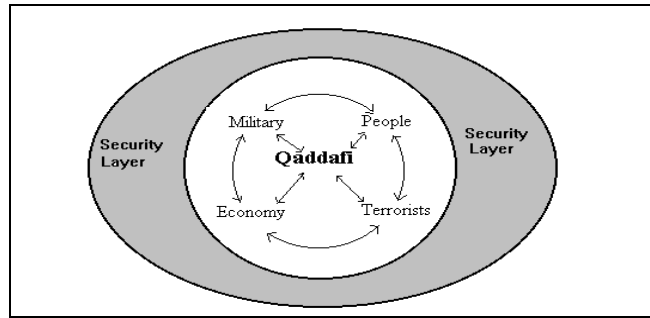 Military
People
Security
Layer
Security
Layer
Qaddafi
Economy
Terrorists